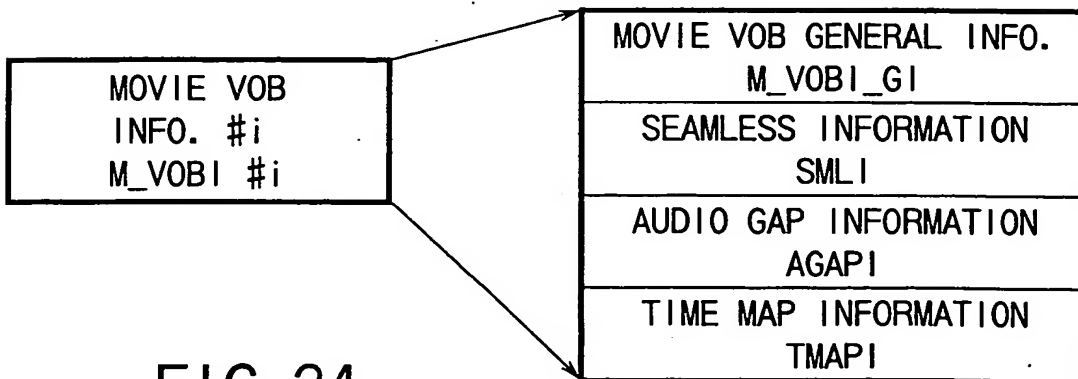 MOVIE VOB
INFO. #i
M_VOBI #i
MOVIE VOB GENERAL INFO.
M_VOBI_GI
SEAMLESS INFORMATION
SMLI
AUDIO GAP INFORMATION
AGAPI
TIME MAP INFORMATION
TMAPI